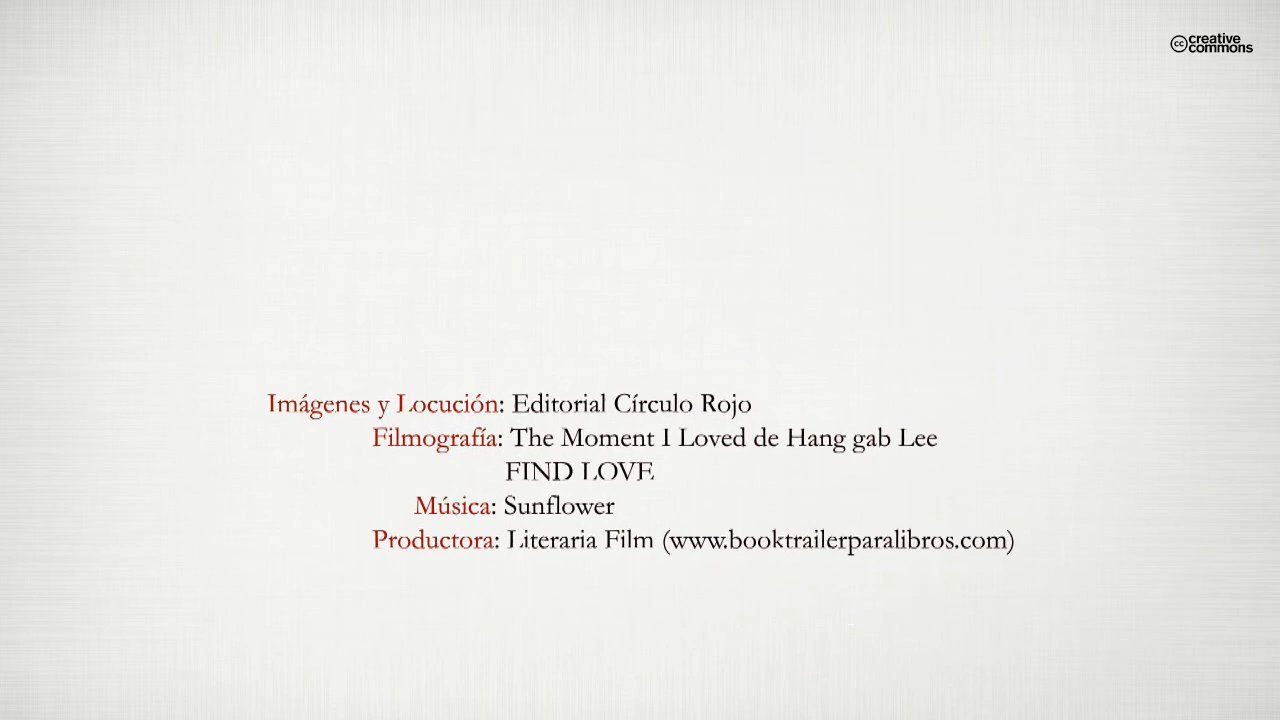 creative
commons
Imágenes y Locución: Editorial Círculo Rojo
Filmografía: The Moment I Loved de Hang gab Lee
FIND LOVE
Música: Sunflower
Productora: Literaria Film (www.booktrailerparalibros.com)